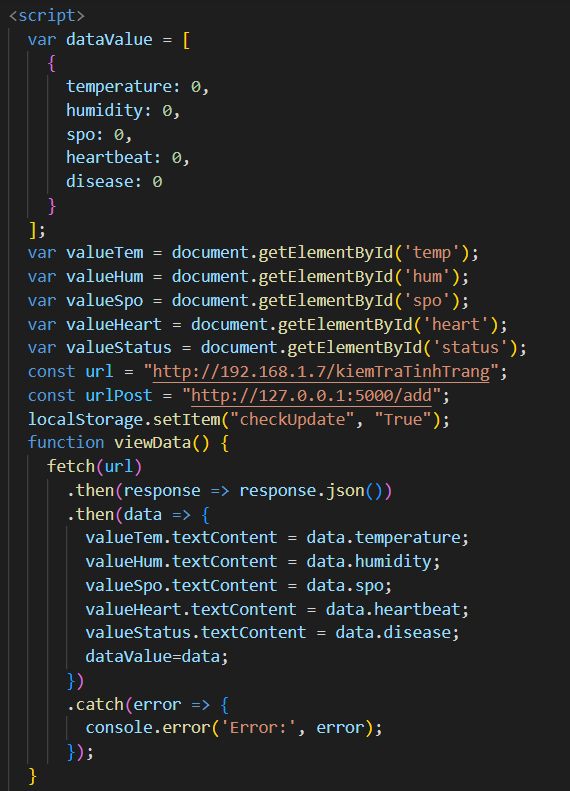 <script>
var dataValue = [
{
temperature: 0,
humidity: 0,
spo: 0,
heartbeat: 0,
disease: 0
}
];
var valueTem = document.getElementById('temp');
var valueHum = document.getElementById('hum');
var valueSpo = document.getElementById('spo');
var valueHeart = document.getElementById('heart');
var valueStatus = document.getElementById('status');
const url = "http://192.168.1.7/kiemTraTinhTrang";
const urlPost = "http://127.0.0.1:5000/add";
localStorage.setItem("checkUpdate", "True");
function viewData() {
fetch(url)
.then(response => response.json())
.then(data => {
valueTem.textContent = data.temperature;
valueHum.textContent = data.humidity;
valueSpo.textContent = data.spo;
valueHeart.textContent = data.heartbeat;
valueStatus.textContent = data.disease;
dataValue=data;
})
.catch(error => {
console.error('Error:', error);
});
}